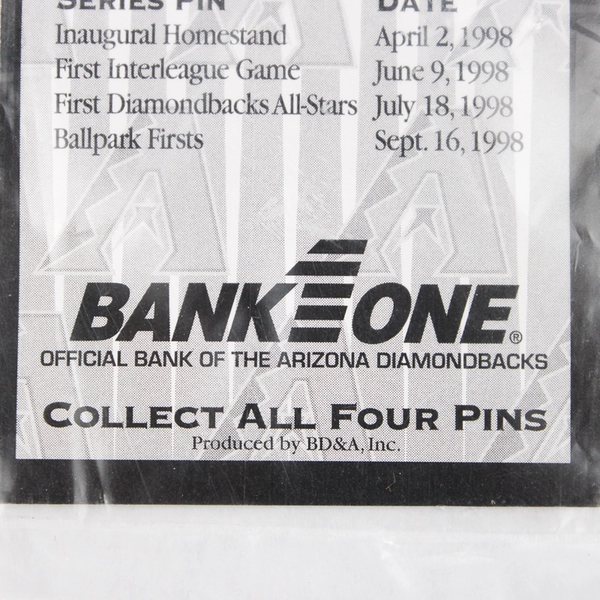 SERIES PIN DATE
Inaugural Homestand April 2, 1998
First Interleague Game June 9, 1998
First Diamondbacks All-Stars July 18, 1998
Ballpark Firsts Sept. 16, 1998
BANK ONE®
OFFICIAL BANK OF THE ARIZONA DIAMONDBACKS
COLLECT ALL FOUR PINS
Produced by BD&A, Inc.